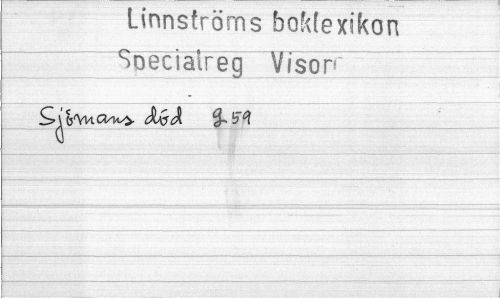 Linnströms boklexikon
Specialreg Visor
Sjömans död g 59